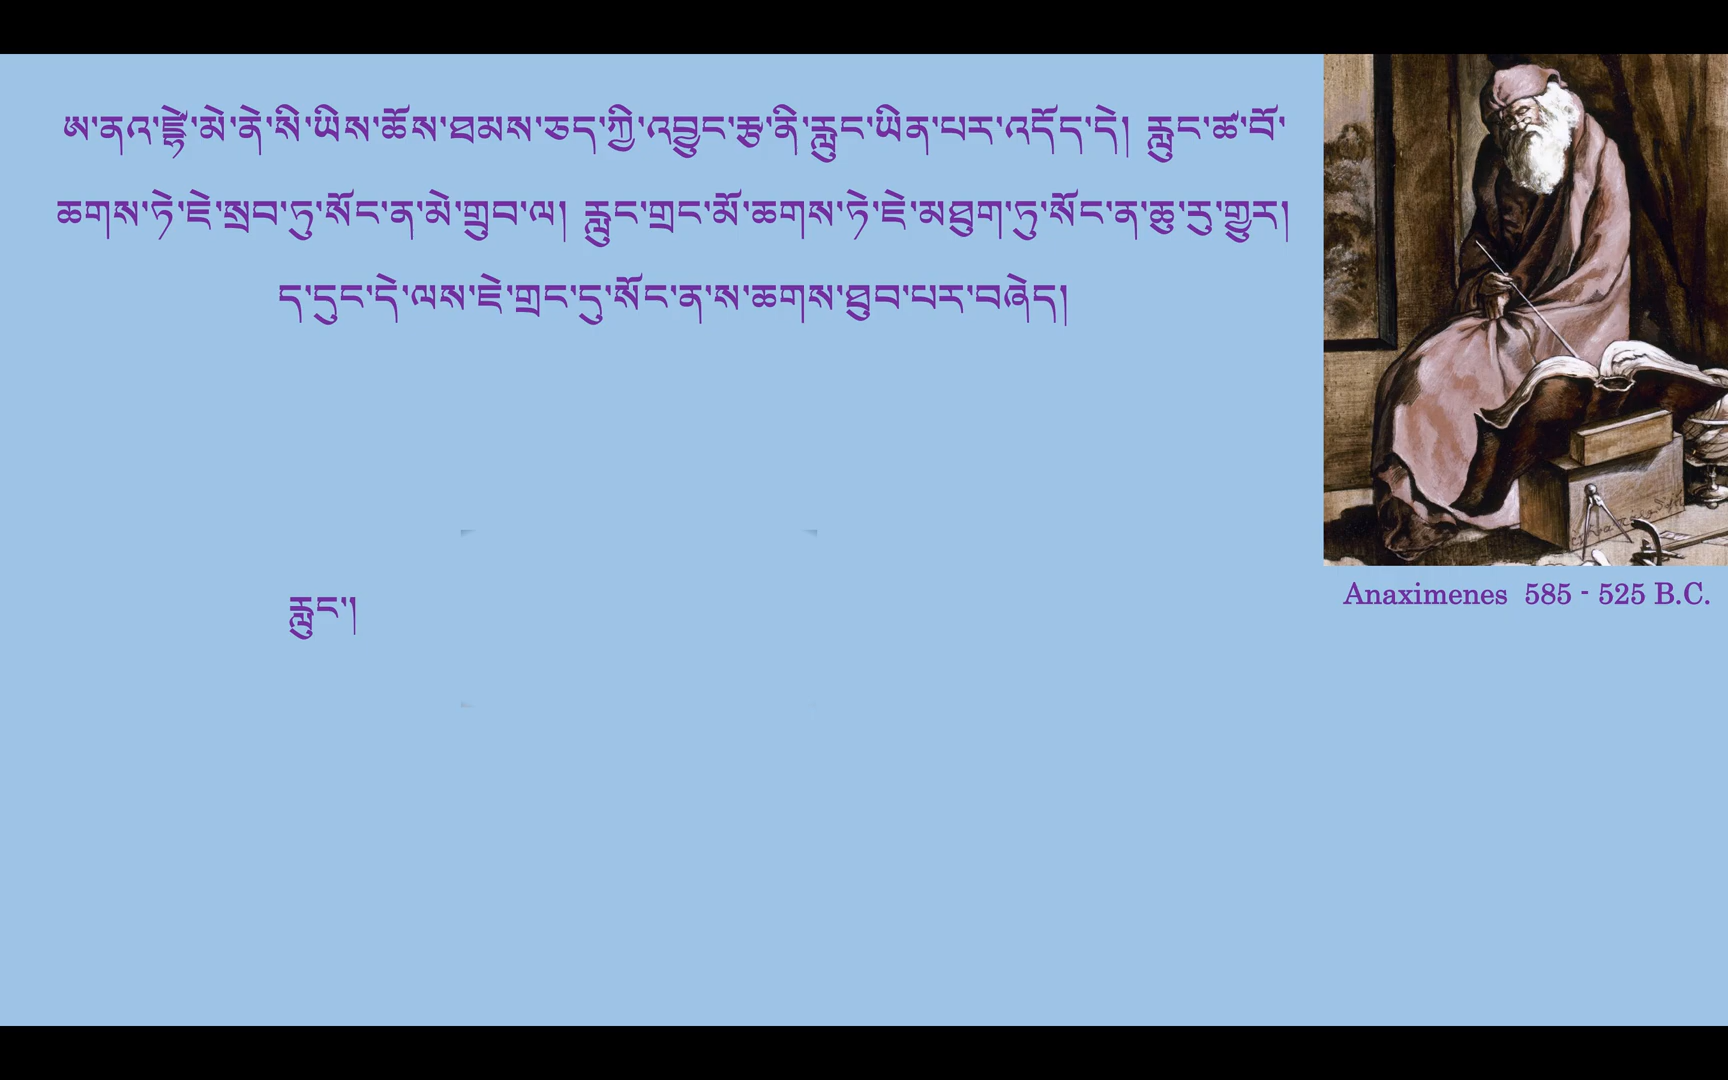 ཨ་ནའ་ཛྷེ་མེ་ནེ་སི་ཡིས་ཆོས་ཐམས་ཅད་ཀྱི་འབྱུང་རྩ་ནི་རླུང་ཡིན་པར་འདོད་དེ། རླུང་ཚ་བོ་
ཆགས་ཏེ་ཇེ་སྲབ་ཏུ་སོང་ན་མེ་གྲུབ་ལ། རླུང་གྲང་མོ་ཆགས་ཏེ་ཇེ་མཐུག་ཏུ་སོང་ན་ཆུ་རུ་གྱུར།
ད་དུང་དེ་ལས་ཇེ་གྲང་དུ་སོང་ན་ས་ཆགས་ཐུབ་པར་བཞེད།
རླུང་།
Anaximenes 585 - 525 B.C.